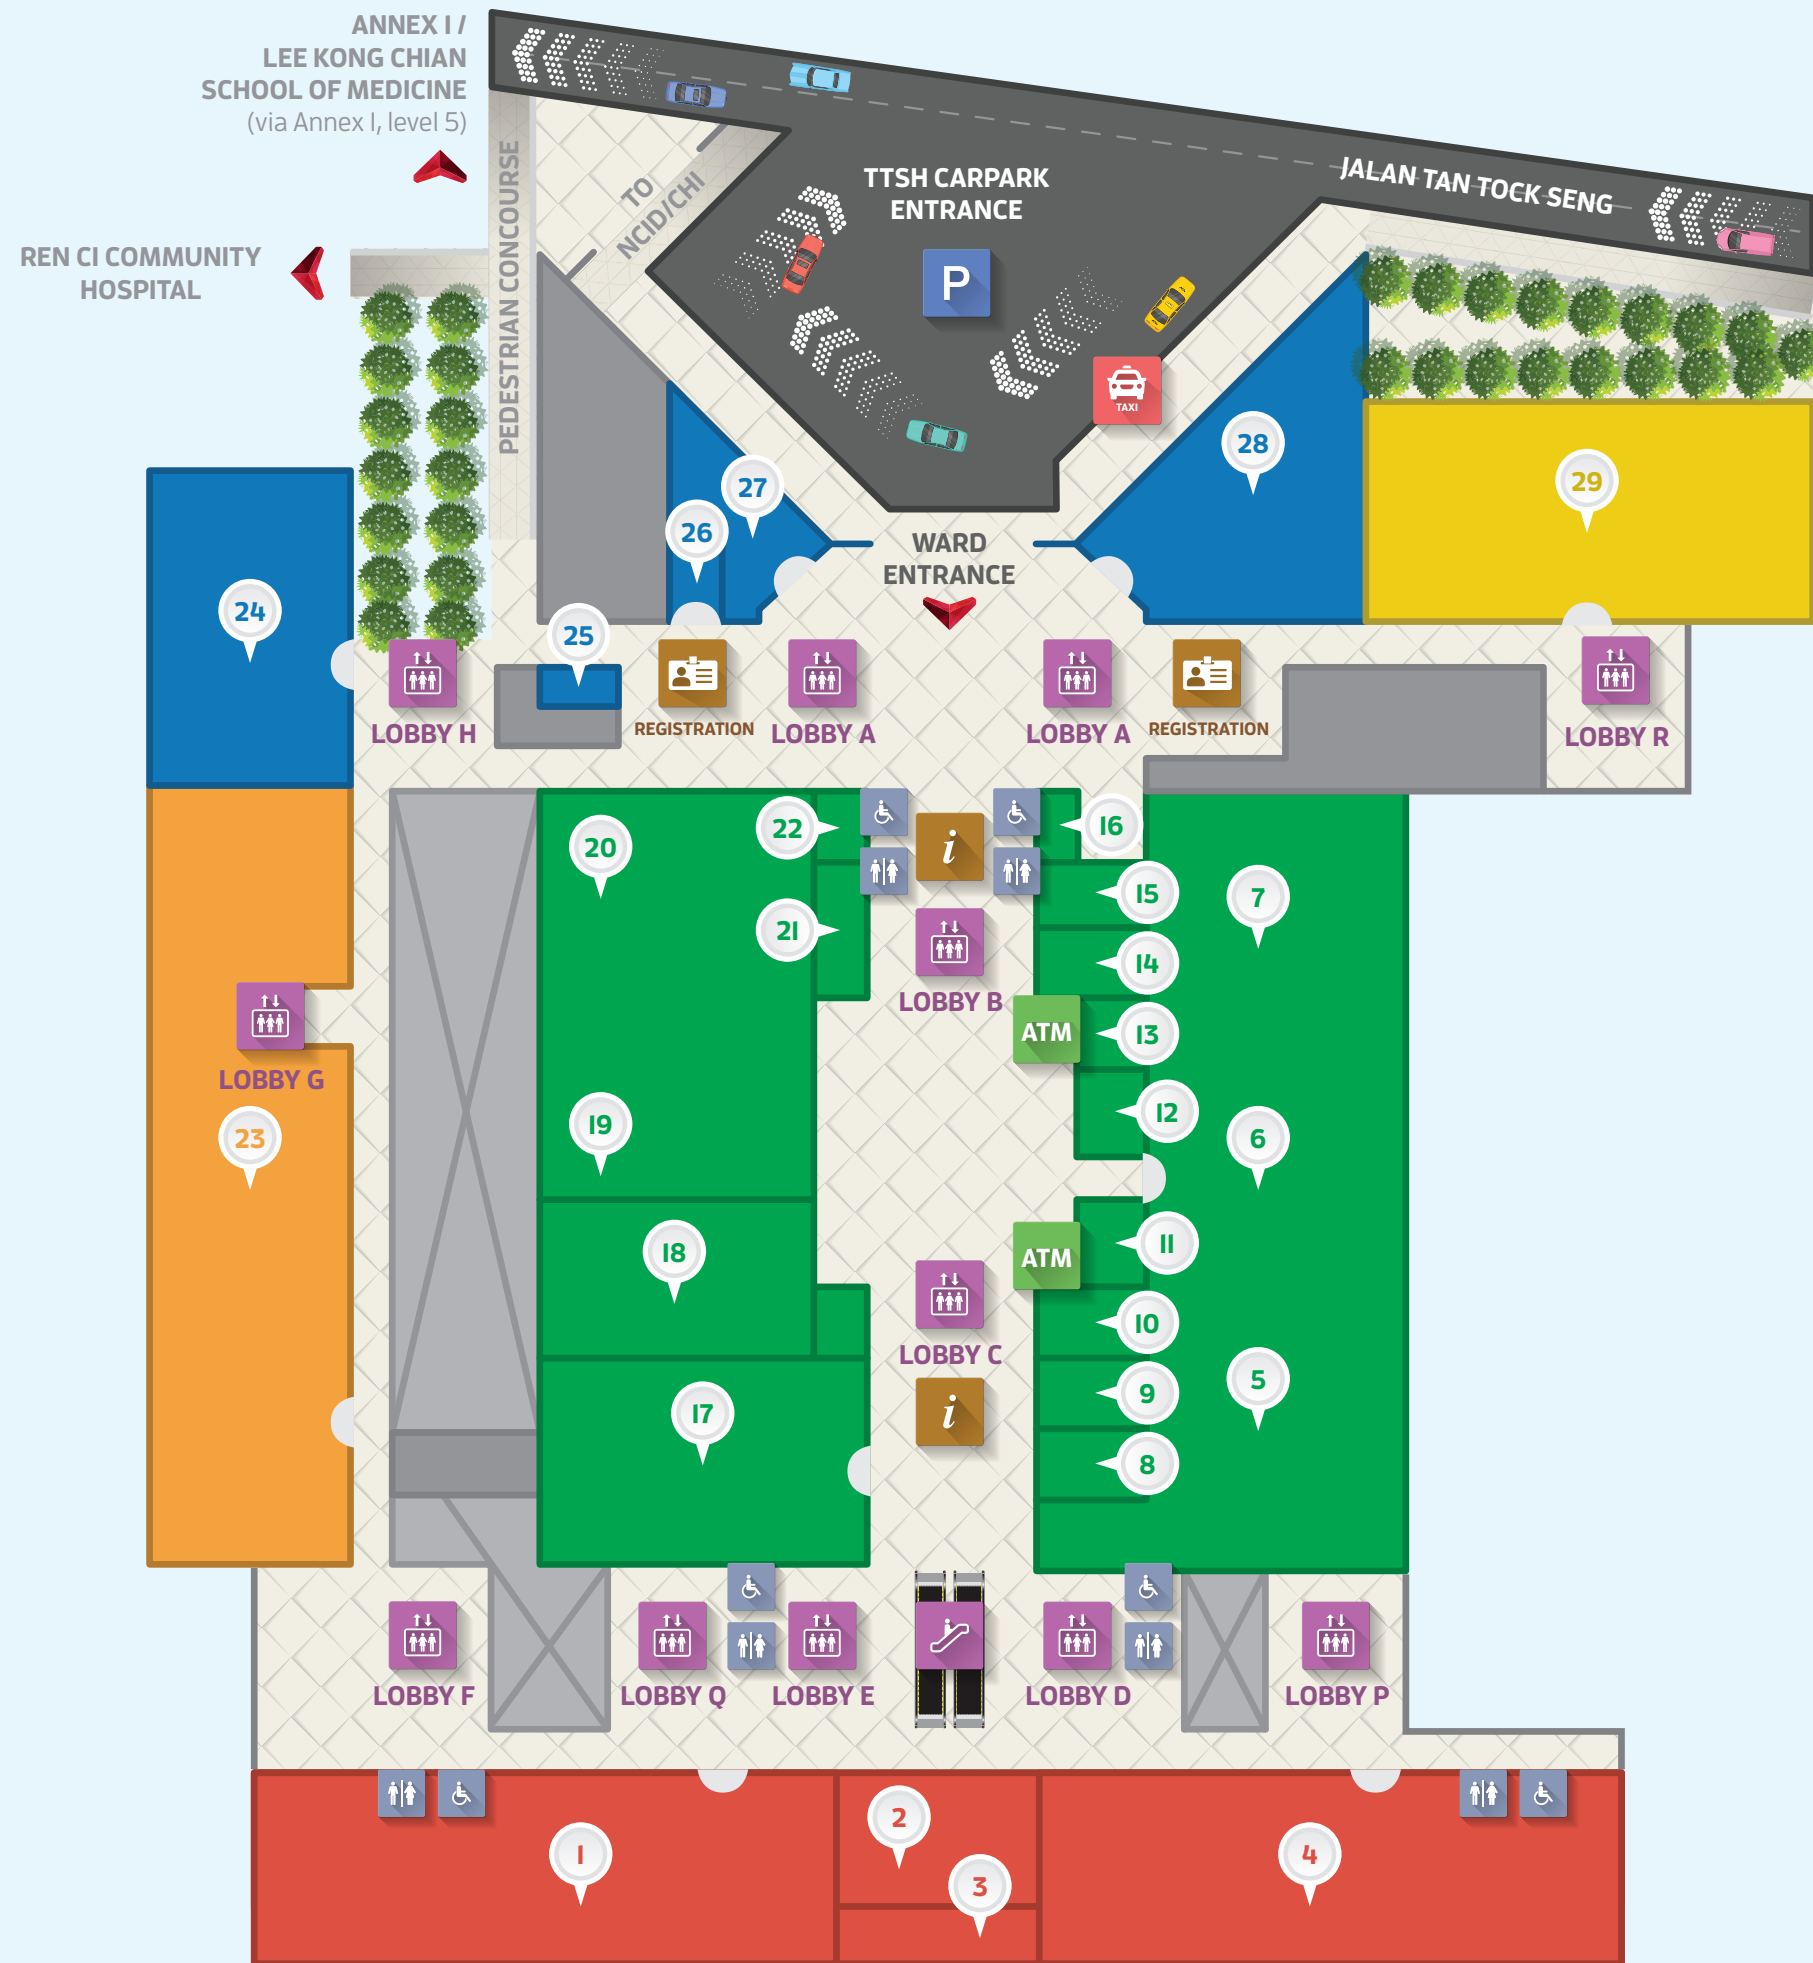 ANNEX I /
LEE KONG CHIAN
SCHOOL OF MEDICINE
(via Annex I, level 5)
REN CI COMMUNITY
HOSPITAL
PEDESTRIAN CONCOURSE
TO
NCID/CHI
TTSH CARPARK
ENTRANCE
P
JALAN TAN TOCK SENG
TAXI
28
29
27
26
WARD
ENTRANCE
24
25
LOBBY H
REGISTRATION
LOBBY A
LOBBY A
REGISTRATION
LOBBY R
20
22
i
16
15
7
21
14
LOBBY B
ATM
13
LOBBY G
23
19
12
6
18
ATM
11
10
LOBBY C
17
i
9
5
8
LOBBY F
LOBBY Q
LOBBY E
LOBBY D
LOBBY P
1
2
3
4